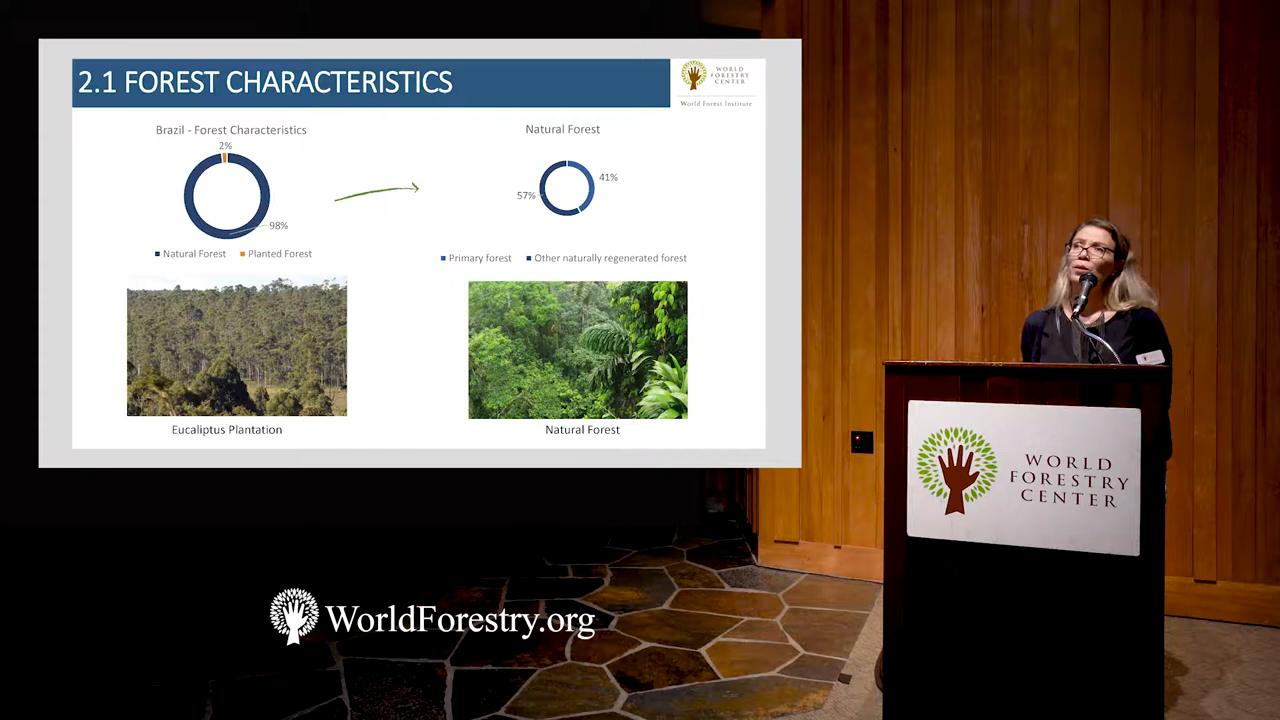 2.1 FOREST CHARACTERISTICS
WORLD
FORESTRY
CENTER
World Forest Institute
Brazil - Forest Characteristics
2%
98%
Natural Forest
Planted Forest
Natural Forest
41%
57%
Primary forest
Other naturally regenerated forest
Eucaliptus Plantation
Natural Forest
WORLD
FORESTRY
CENTER
WorldForestry.org